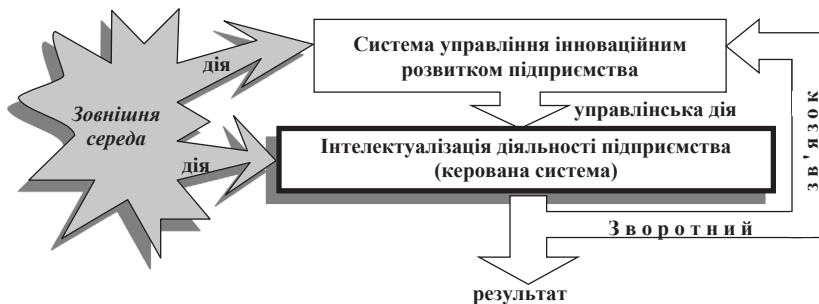 Система управління інноваційним
розвитком підприємства
дія
Зовнішня
середа
управлінська дія
дія
Інтелектуалізація діяльності підприємства
(керована система)
Зворотний
зв'язок
результат